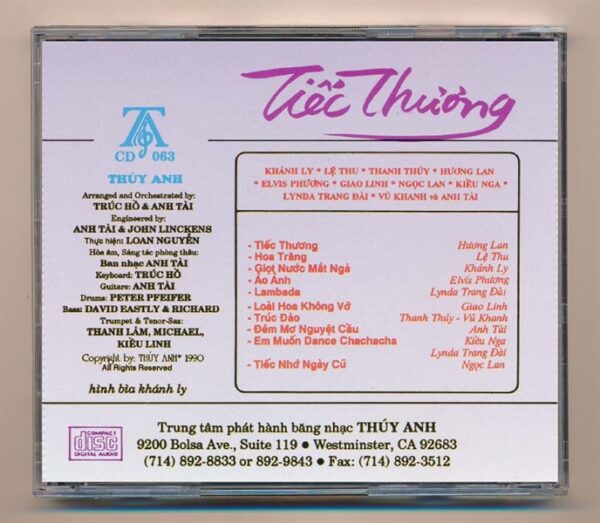 Tiếc Thương
TA
CD 063
THÚY ANH
Arranged and Orchestrated by:
TRÚC HỒ & ANH TÀI
Engineered by:
ANH TÀI & JOHN LINCKENS
Thực hiện: LOAN NGUYỄN
Hòa âm, Sáng tác phòng thâu:
Ban nhạc ANH TÀI
Keyboard: TRÚC HỒ
Guitare: ANH TÀI
Drums: PETER PFEIFER
Bass: DAVID EASTLY & RICHARD
Trumpet & Tenor-Sax:
THANH LÂM, MICHAEL,
KIỀU LINH
Copyright by: THÚY ANH* 1990
All Rights Reserved
hình bìa khánh ly
KHÁNH LY * LỆ THU * THANH THÚY * HƯƠNG LAN
* ELVIS PHƯƠNG * GIAO LINH * NGỌC LAN * KIỀU NGA *
LYNDA TRANG ĐÀI * VŨ KHANH và ANH TÀI
- Tiếc Thương Hương Lan
- Hoa Trăng Lệ Thu
- Giọt Nước Mắt Ngà Khánh Ly
- Áo Anh Elvis Phương
- Lambada Lynda Trang Đài
- Loài Hoa Không Vỡ Giao Linh
- Trúc Đào Thanh Thúy - Vũ Khanh
- Đêm Mơ Nguyệt Cầu Anh Tài
- Em Muốn Dance Chachacha Kiều Nga
Lynda Trang Đài
- Tiếc Nhớ Ngày Cũ Ngọc Lan
COMPACT
disc
DIGITAL AUDIO
Trung tâm phát hành băng nhạc THÚY ANH
9200 Bolsa Ave., Suite 119 ● Westminster, CA 92683
(714) 892-8833 or 892-9843 ● Fax: (714) 892-3512